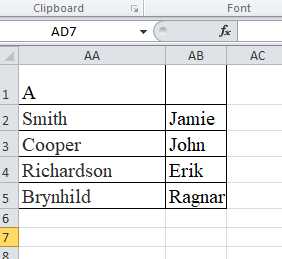 Clipboard Font
AD7 fx
AA AB AC
1 A
2 Smith Jamie
3 Cooper John
4 Richardson Erik
5 Brynhild Ragnar
6
7
8